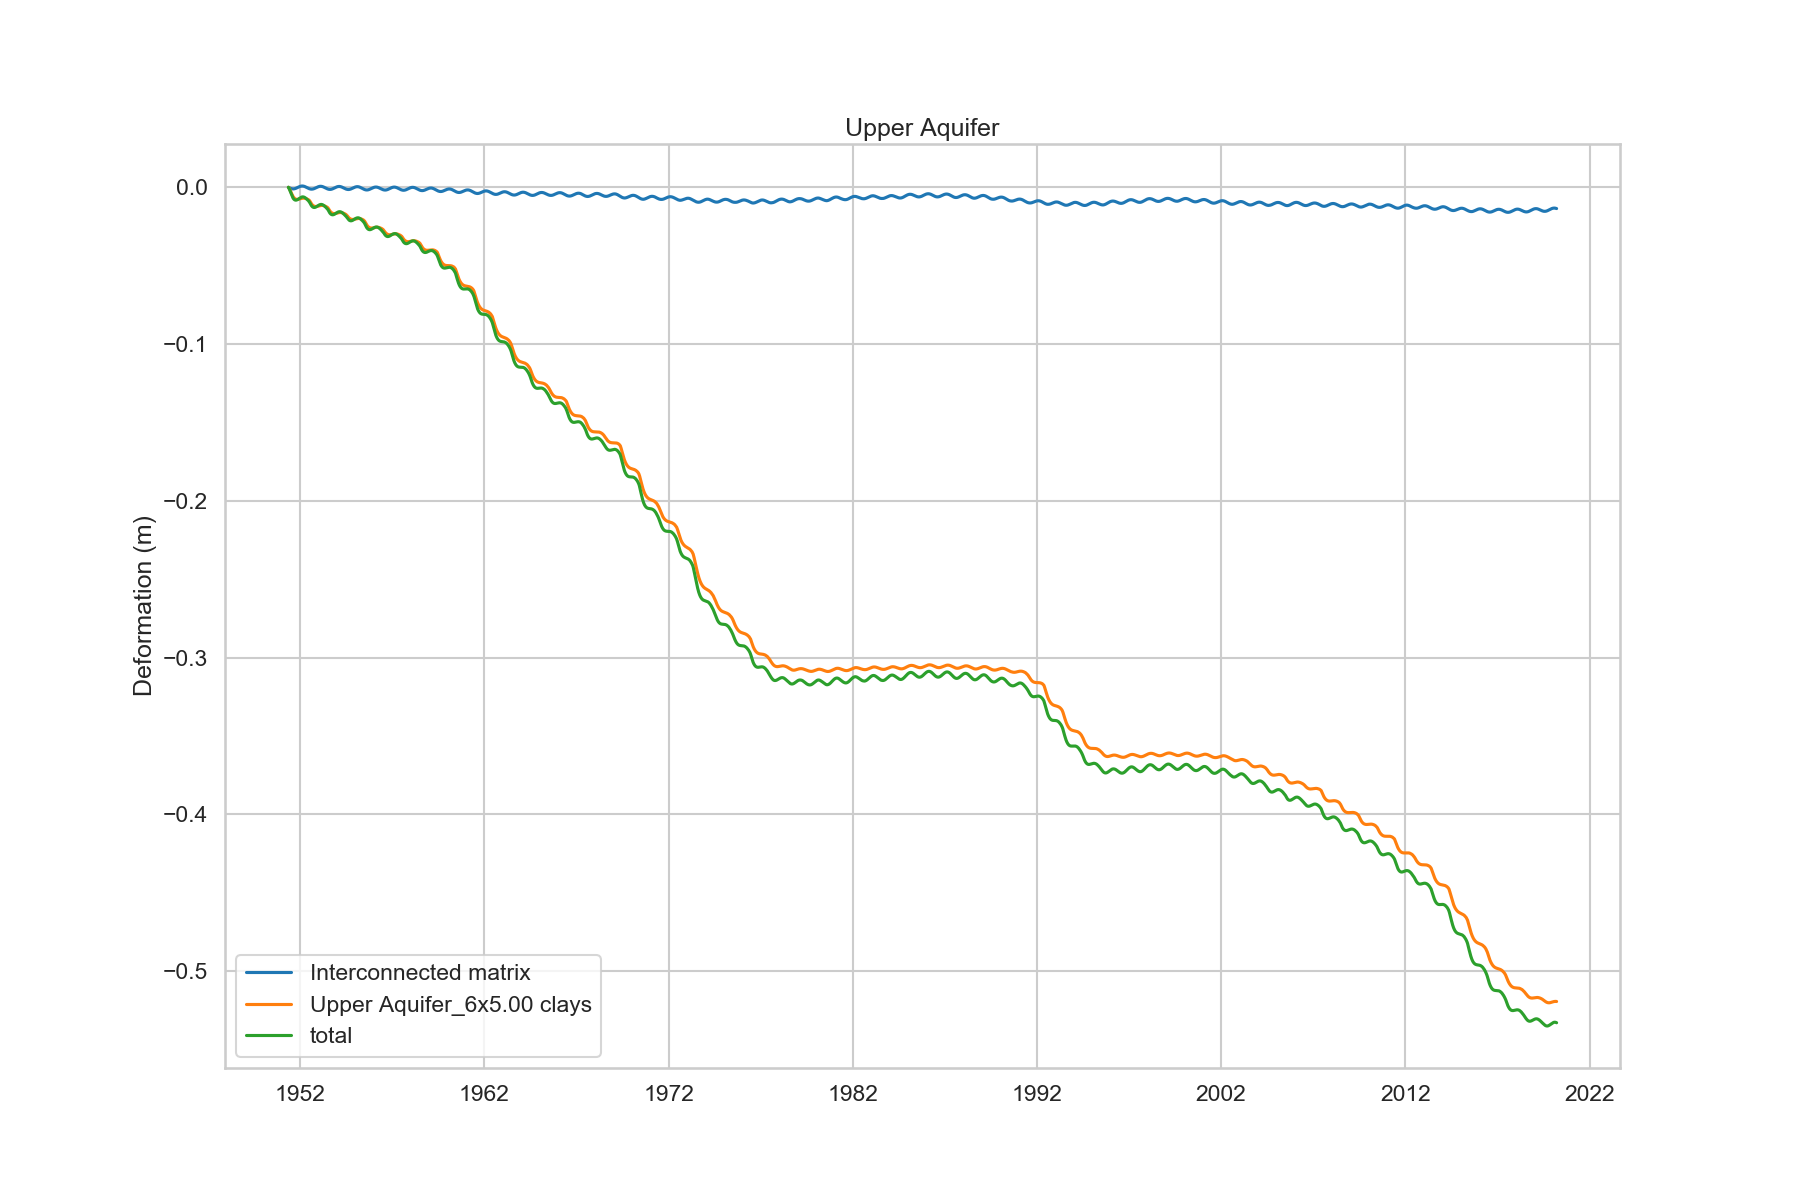 Upper Aquifer
Deformation (m)
0.0
−0.1
−0.2
−0.3
−0.4
−0.5
Interconnected matrix
Upper Aquifer_6x5.00 clays
total
1952 1962 1972 1982 1992 2002 2012 2022